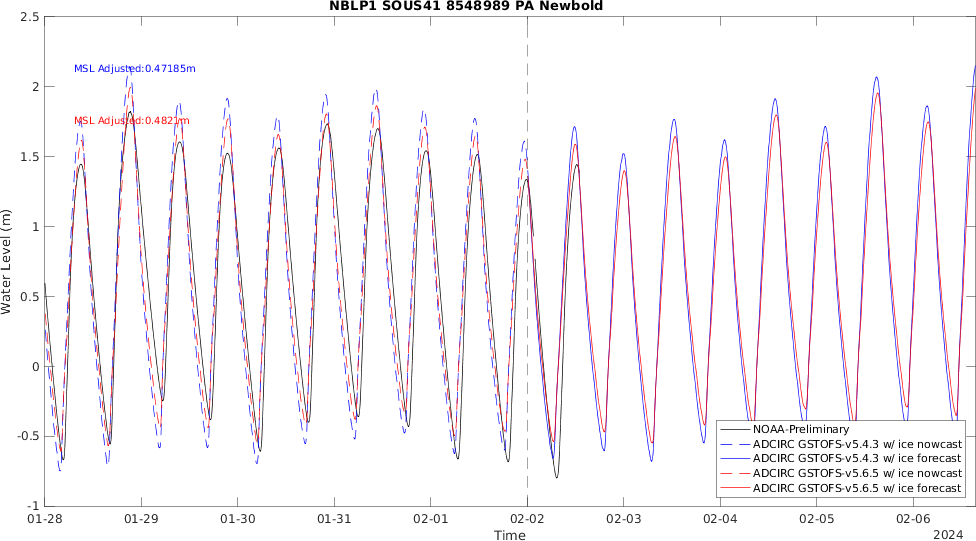 NBLP1 SOUS41 8548989 PA Newbold
2.5
2
1.5
1
0.5
0
-0.5
-1
Water Level (m)
MSL Adjusted:0.47185m
MSL Adjusted:0.4821m
NOAA-Preliminary
ADCIRC GSTOFS-v5.4.3 w/ ice nowcast
ADCIRC GSTOFS-v5.4.3 w/ ice forecast
ADCIRC GSTOFS-v5.6.5 w/ ice nowcast
ADCIRC GSTOFS-v5.6.5 w/ ice forecast
01-28 01-29 01-30 01-31 02-01 02-02 02-03 02-04 02-05 02-06
Time
2024